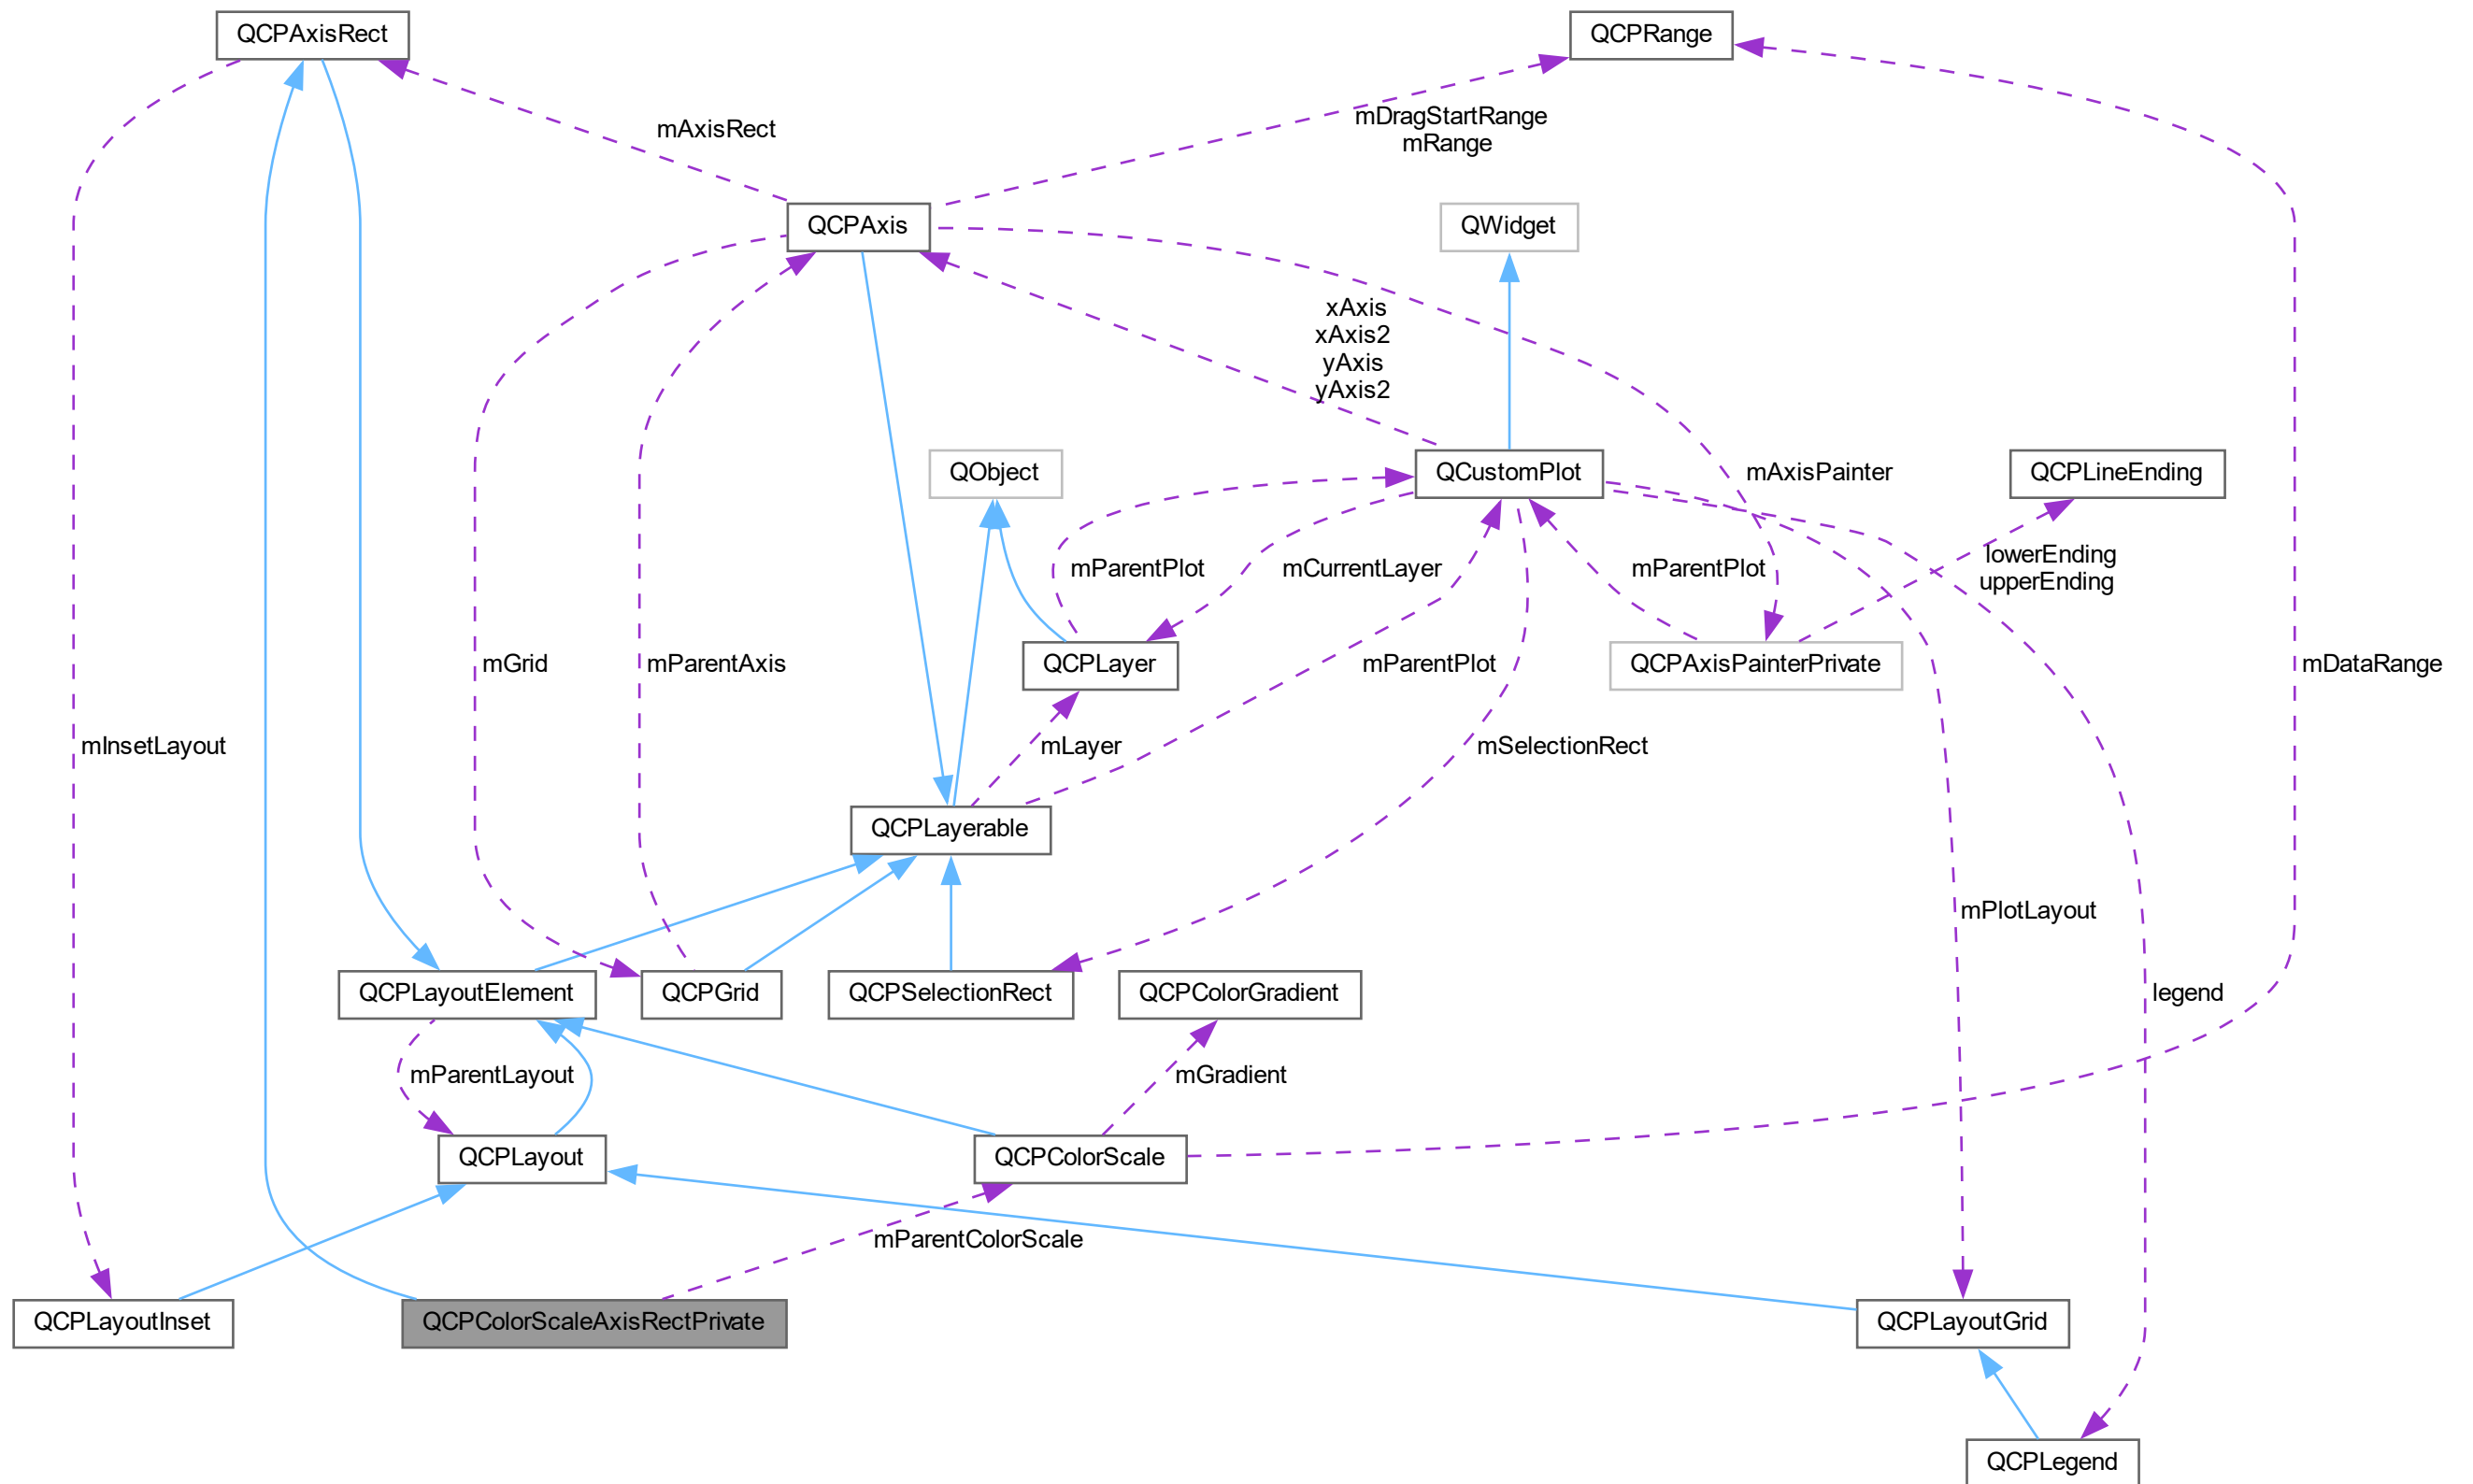 QCPAxisRect
QCPRange
mDragStartRange
mRange
mAxisRect
QCPAxis
QWidget
xAxis
xAxis2
yAxis
yAxis2
QObject
QCustomPlot
mAxisPainter
QCPLineEnding
mParentPlot
mCurrentLayer
mParentPlot
lowerEnding
upperEnding
mGrid
mParentAxis
QCPLayer
mParentPlot
QCPAxisPainterPrivate
mDataRange
mInsetLayout
mLayer
mSelectionRect
QCPLayerable
mPlotLayout
QCPLayoutElement
QCPGrid
QCPSelectionRect
QCPColorGradient
legend
mParentLayout
mGradient
QCPLayout
QCPColorScale
mParentColorScale
QCPLayoutInset
QCPColorScaleAxisRectPrivate
QCPLayoutGrid
QCPLegend